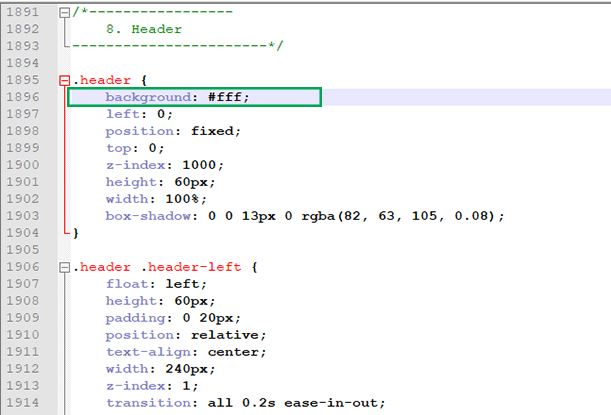 1891 /*-----------------
1892     8. Header
1893 -----------------------*/
1894
1895 .header {
1896     background: #fff;
1897     left: 0;
1898     position: fixed;
1899     top: 0;
1900     z-index: 1000;
1901     height: 60px;
1902     width: 100%;
1903     box-shadow: 0 0 13px 0 rgba(82, 63, 105, 0.08);
1904 }
1905
1906 .header .header-left {
1907     float: left;
1908     height: 60px;
1909     padding: 0 20px;
1910     position: relative;
1911     text-align: center;
1912     width: 240px;
1913     z-index: 1;
1914     transition: all 0.2s ease-in-out;